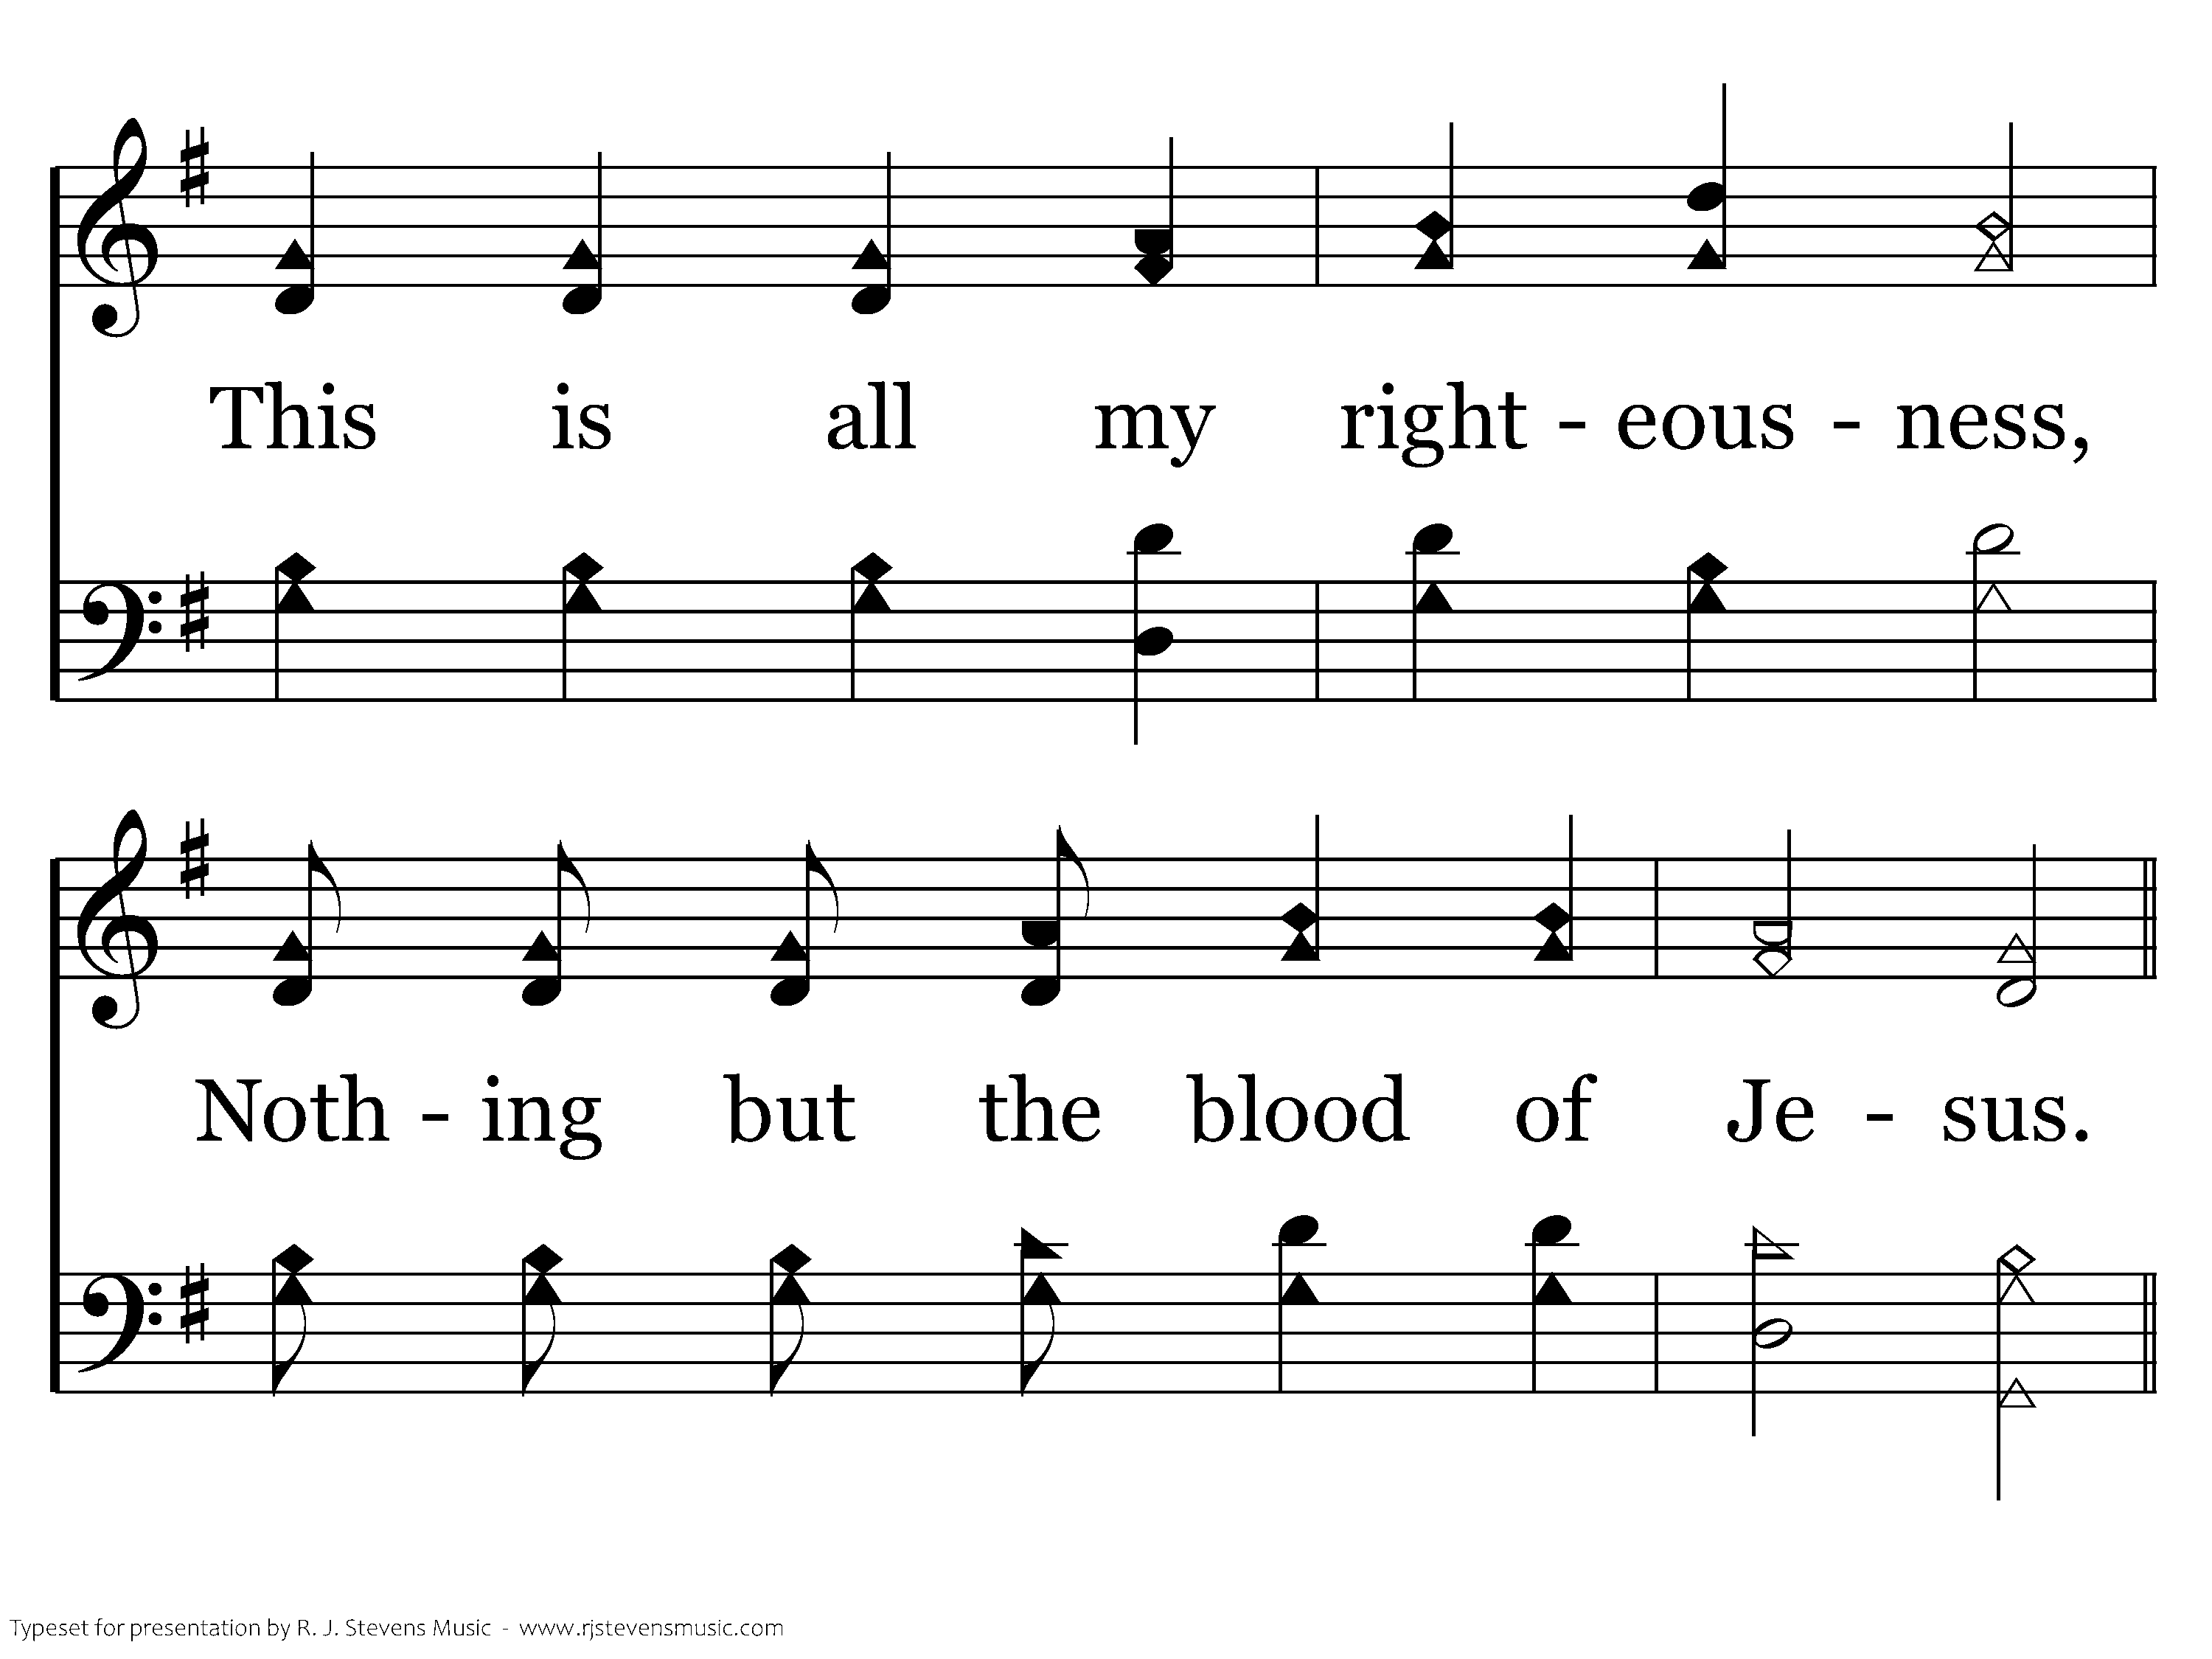 This is all my right - eous - ness,
Noth - ing but the blood of Je - sus.
Typeset for presentation by R. J. Stevens Music - www.rjstevensmusic.com